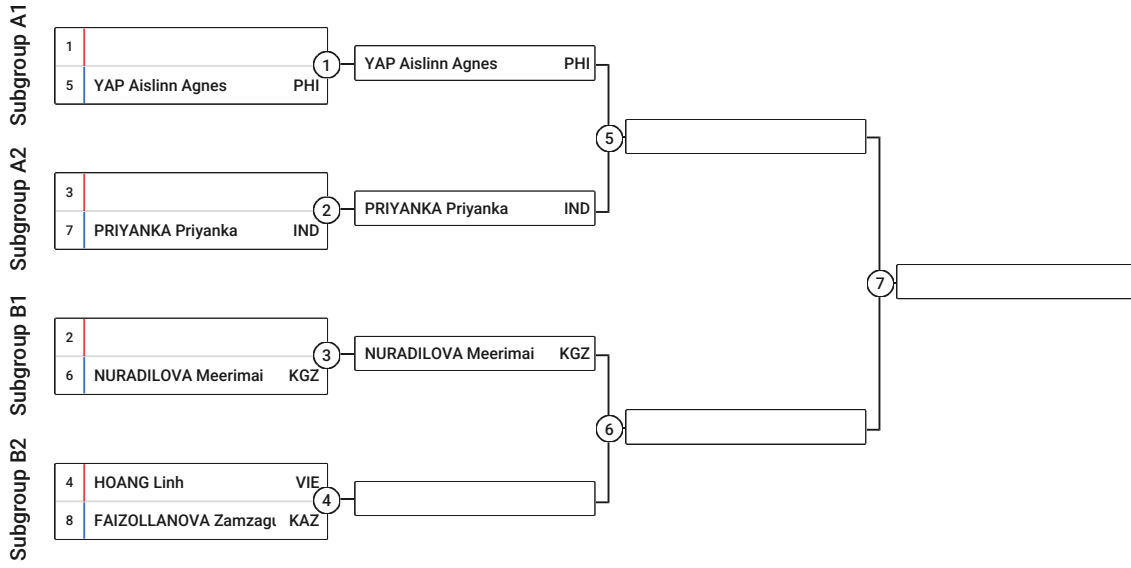 Subgroup A1
1
5 YAP Aislinn Agnes PHI
1
YAP Aislinn Agnes PHI
5
Subgroup A2
3
7 PRIYANKA Priyanka IND
2
PRIYANKA Priyanka IND
7
Subgroup B1
2
6 NURADILOVA Meerimai KGZ
3
NURADILOVA Meerimai KGZ
6
Subgroup B2
4 HOANG Linh VIE
8 FAIZOLLANOVA Zamzagu KAZ
4